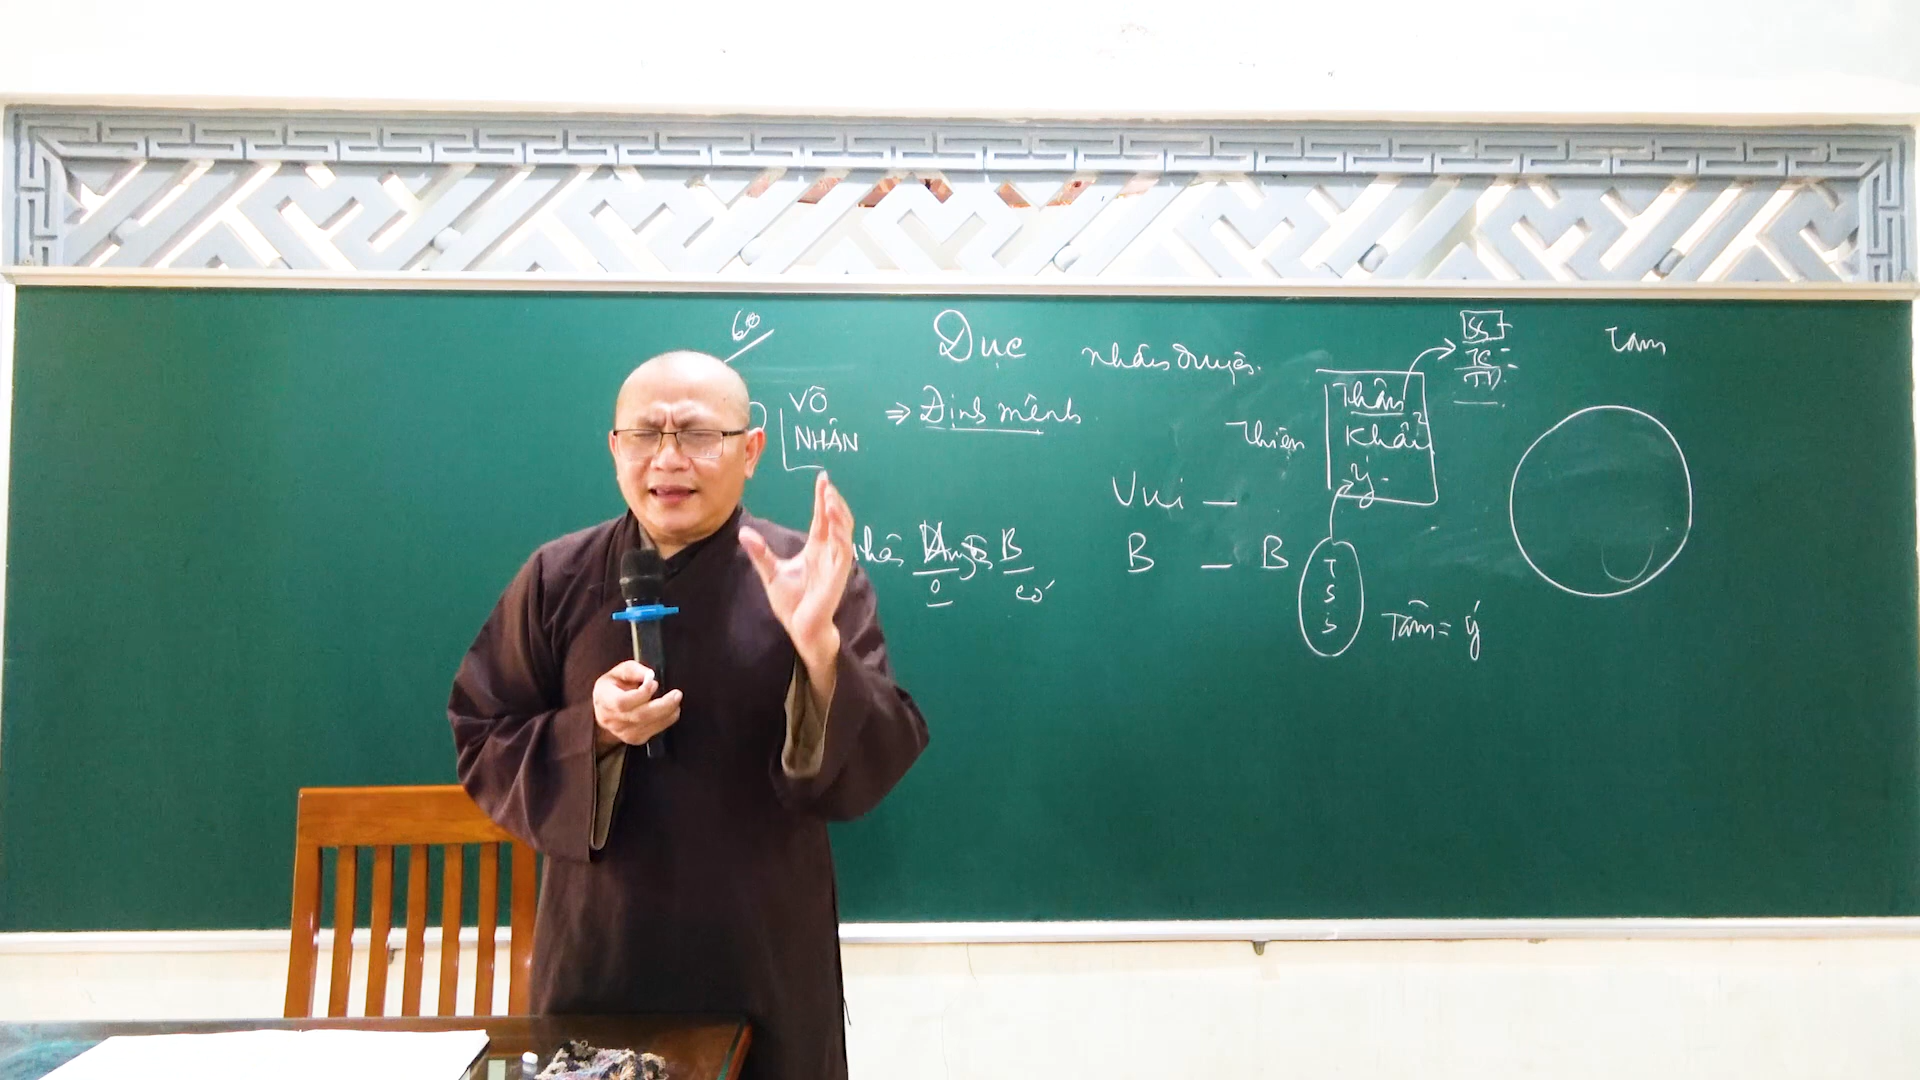 60
Dục nhân duyên.
Tam
VÔ
NHÂN
⇒ Định mệnh
Thiện
Thân
Khẩu
ý
Vui –
B – B
B
có
T
S
Tâm = ý